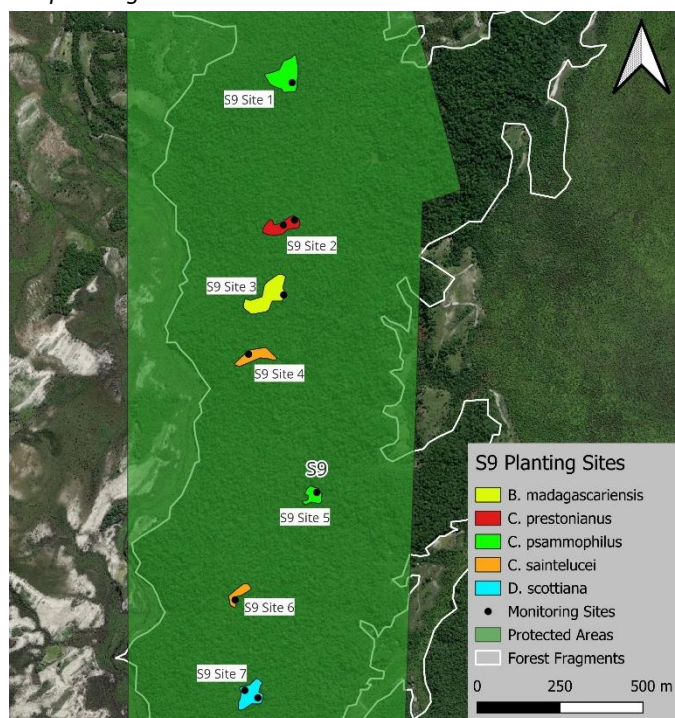 S9 Site 1
S9 Site 2
S9 Site 3
S9 Site 4
S9
S9 Site 5
S9 Site 6
S9 Site 7
S9 Planting Sites
B. madagascariensis
C. prestonianus
C. psammophilus
C. saintelucei
D. scottiana
Monitoring Sites
Protected Areas
Forest Fragments
0 250 500 m